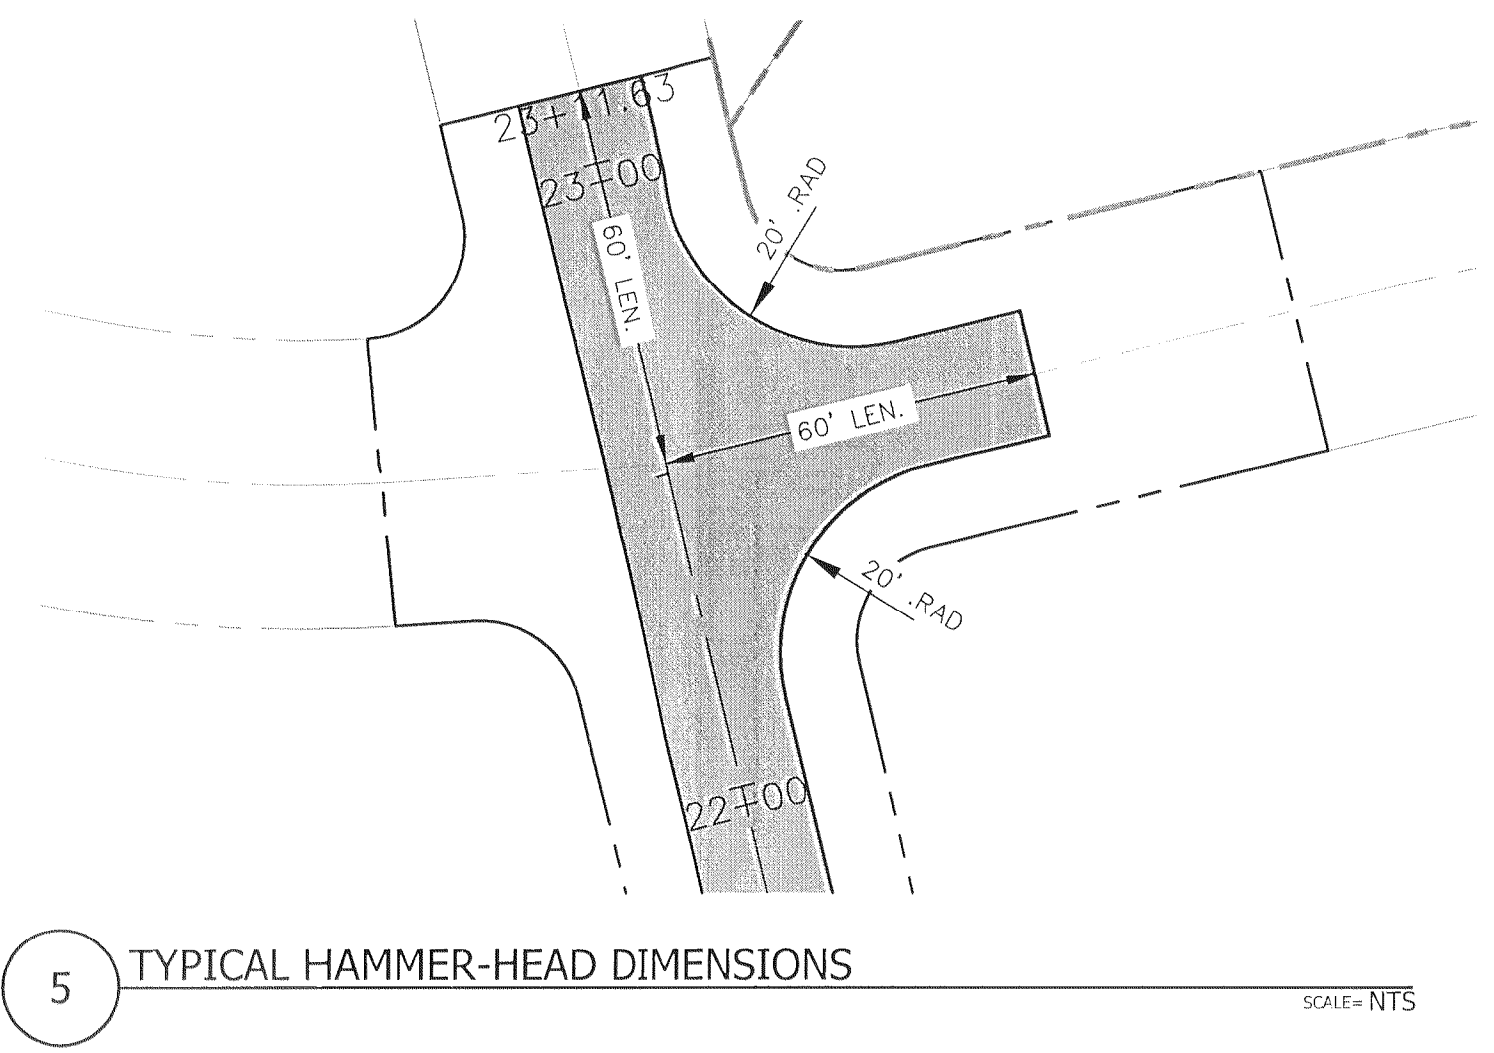 23+11.63
23+00
20' .RAD
60' LEN.
60' LEN.
20' .RAD
22+00
5
TYPICAL HAMMER-HEAD DIMENSIONS
SCALE= NTS